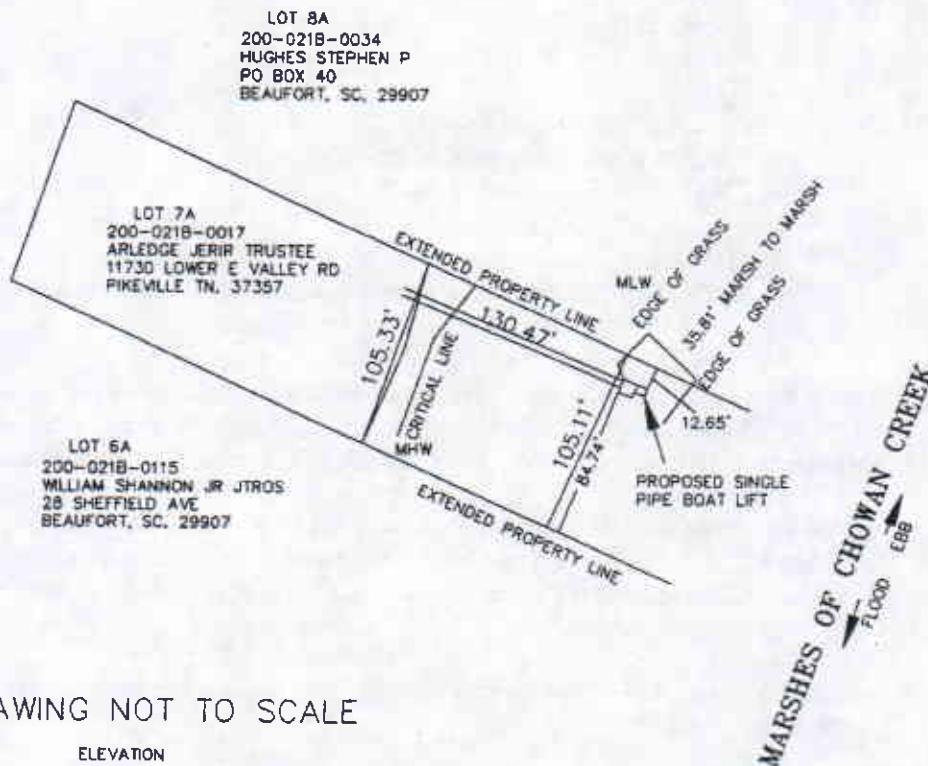 LOT 8A
200-021B-0034
HUGHES STEPHEN P
PO BOX 40
BEAUFORT, SC, 29907
LOT 7A
200-021B-0017
ARLEDGE JERIP TRUSTEE
11730 LOWER E VALLEY RD
PIKEVILLE TN. 37357
EXTENDED PROPERTY LINE
MLW
EDGE OF GRASS
35.81' MARSH TO MARSH
EDGE OF GRASS
130.47'
105.33'
CRITICAL LINE
MHW
12.65'
105.11'
84.74'
PROPOSED SINGLE
PIPE BOAT LIFT
LOT 6A
200-021B-0115
WILLIAM SHANNON JR JTROS
28 SHEFFIELD AVE
BEAUFORT, SC. 29907
EXTENDED PROPERTY LINE
MARSHES OF CHOWAN CREEK
FLOOD
EBB
AWING NOT TO SCALE
ELEVATION